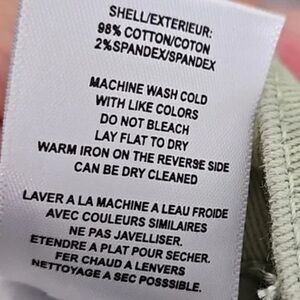 SHELL/EXTERIEUR:
98% COTTON/COTON
2%SPANDEX/SPANDEX
MACHINE WASH COLD
WITH LIKE COLORS
DO NOT BLEACH
LAY FLAT TO DRY
WARM IRON ON THE REVERSE SIDE
CAN BE DRY CLEANED
LAVER A LA MACHINE A LEAU FROIDE
AVEC COULEURS SIMILAIRES
NE PAS JAVELLISER.
ETENDRE A PLAT POUR SECHER.
FER CHAUD A LENVERS
NETTOYAGE A SEC POSSSIBLE.